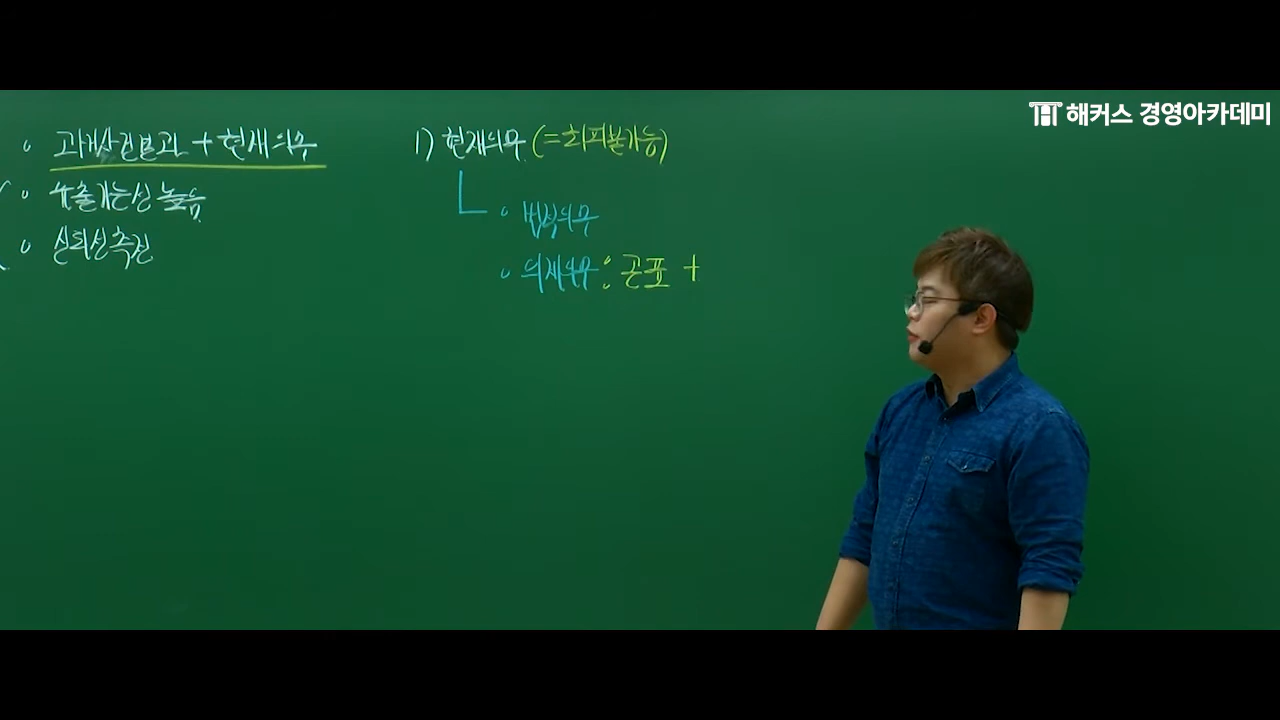 해커스 경영아카데미
과거사건결과 + 현재의무
유출가능성 높음
신뢰성측정
1) 현재의무 (=회피불가능)
법적의무
의제의무 : 공표 +